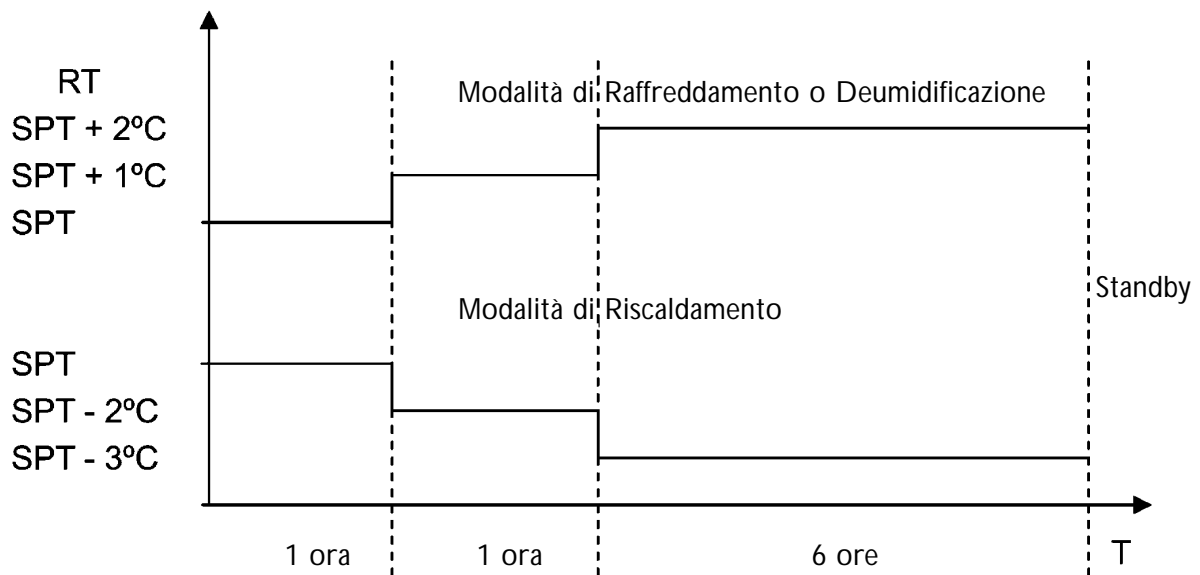 RT
Modalità di Raffreddamento o Deumidificazione
SPT + 2ºC
SPT + 1ºC
SPT
Standby
Modalità di Riscaldamento
SPT
SPT - 2ºC
SPT - 3ºC
1 ora
1 ora
6 ore
T